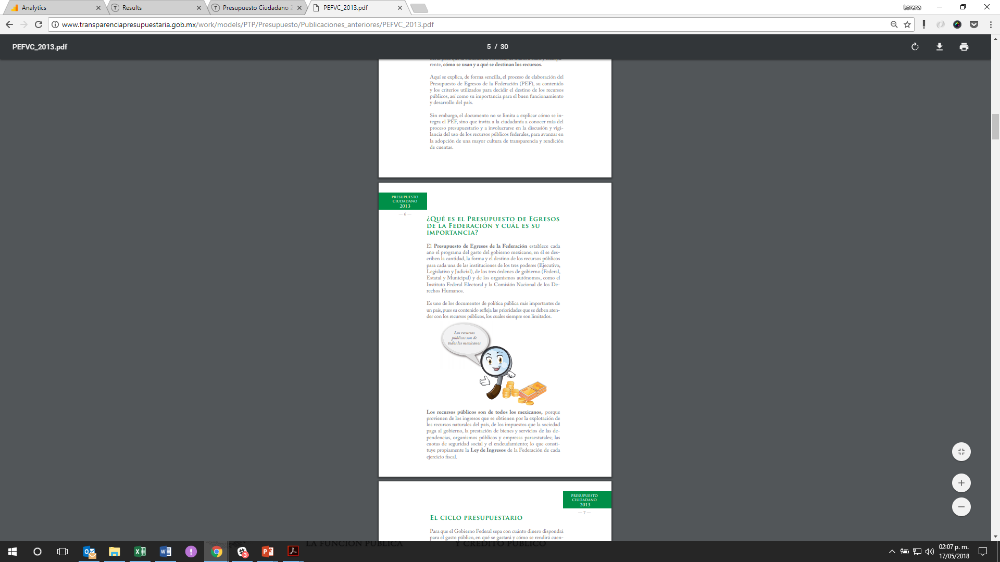 Analytics
Results
Presupuesto Ciudadano 2
PEFVC_2013.pdf
Lorena
www.transparenciapresupuestaria.gob.mx/work/models/PTP/Presupuesto/Publicaciones_anteriores/PEFVC_2013.pdf
PEFVC_2013.pdf
5 / 30
rente, cómo se usan y a qué se destinan los recursos.
Aquí se explica, de forma sencilla, el proceso de elaboración del
Presupuesto de Egresos de la Federación (PEF), su contenido
y los criterios utilizados para decidir el destino de los recursos
públicos, así como su importancia para el buen funcionamiento
y desarrollo del país.
Sin embargo, el documento no se limita a explicar cómo se in-
tegra el PEF, sino que invita a la ciudadanía a conocer más del
proceso presupuestario y a involucrarse en la discusión y vigi-
lancia del uso de los recursos públicos federales, para avanzar en
la adopción de una mayor cultura de transparencia y rendición
de cuentas.
PRESUPUESTO
CIUDADANO
2013
— 6 —
¿Qué es el Presupuesto de Egresos
de la Federación y cuál es su
importancia?
El Presupuesto de Egresos de la Federación establece cada
año el programa del gasto del gobierno mexicano, en él se des-
criben la cantidad, la forma y el destino de los recursos públicos
para cada una de las instituciones de los tres poderes (Ejecutivo,
Legislativo y Judicial), de los tres órdenes de gobierno (Federal,
Estatal y Municipal) y de los organismos autónomos, como el
Instituto Federal Electoral y la Comisión Nacional de los De-
rechos Humanos.
Es uno de los documentos de política pública más importantes de
un país, pues su contenido refleja las prioridades que se deben aten-
der con los recursos públicos, los cuales siempre son limitados.
Los recursos
públicos son de
todos los mexicanos
Los recursos públicos son de todos los mexicanos, porque
provienen de los ingresos que se obtienen por la explotación de
los recursos naturales del país, de los impuestos que la sociedad
paga al gobierno, la prestación de bienes y servicios de las de-
pendencias, organismos públicos y empresas paraestatales; las
cuotas de seguridad social y el endeudamiento; lo que consti-
tuye propiamente la Ley de Ingresos de la Federación de cada
ejercicio fiscal.
PRESUPUESTO
CIUDADANO
2013
— 7 —
El ciclo presupuestario
Para que el Gobierno Federal sepa con cuánto dinero dispondrá
para el gasto público, en qué se gastará y cómo se rendirá cuen-
LA FUNCIÓN PÚBLICA
Y CRÉDITO PÚBLICO
3
02:07 p. m.
17/05/2018